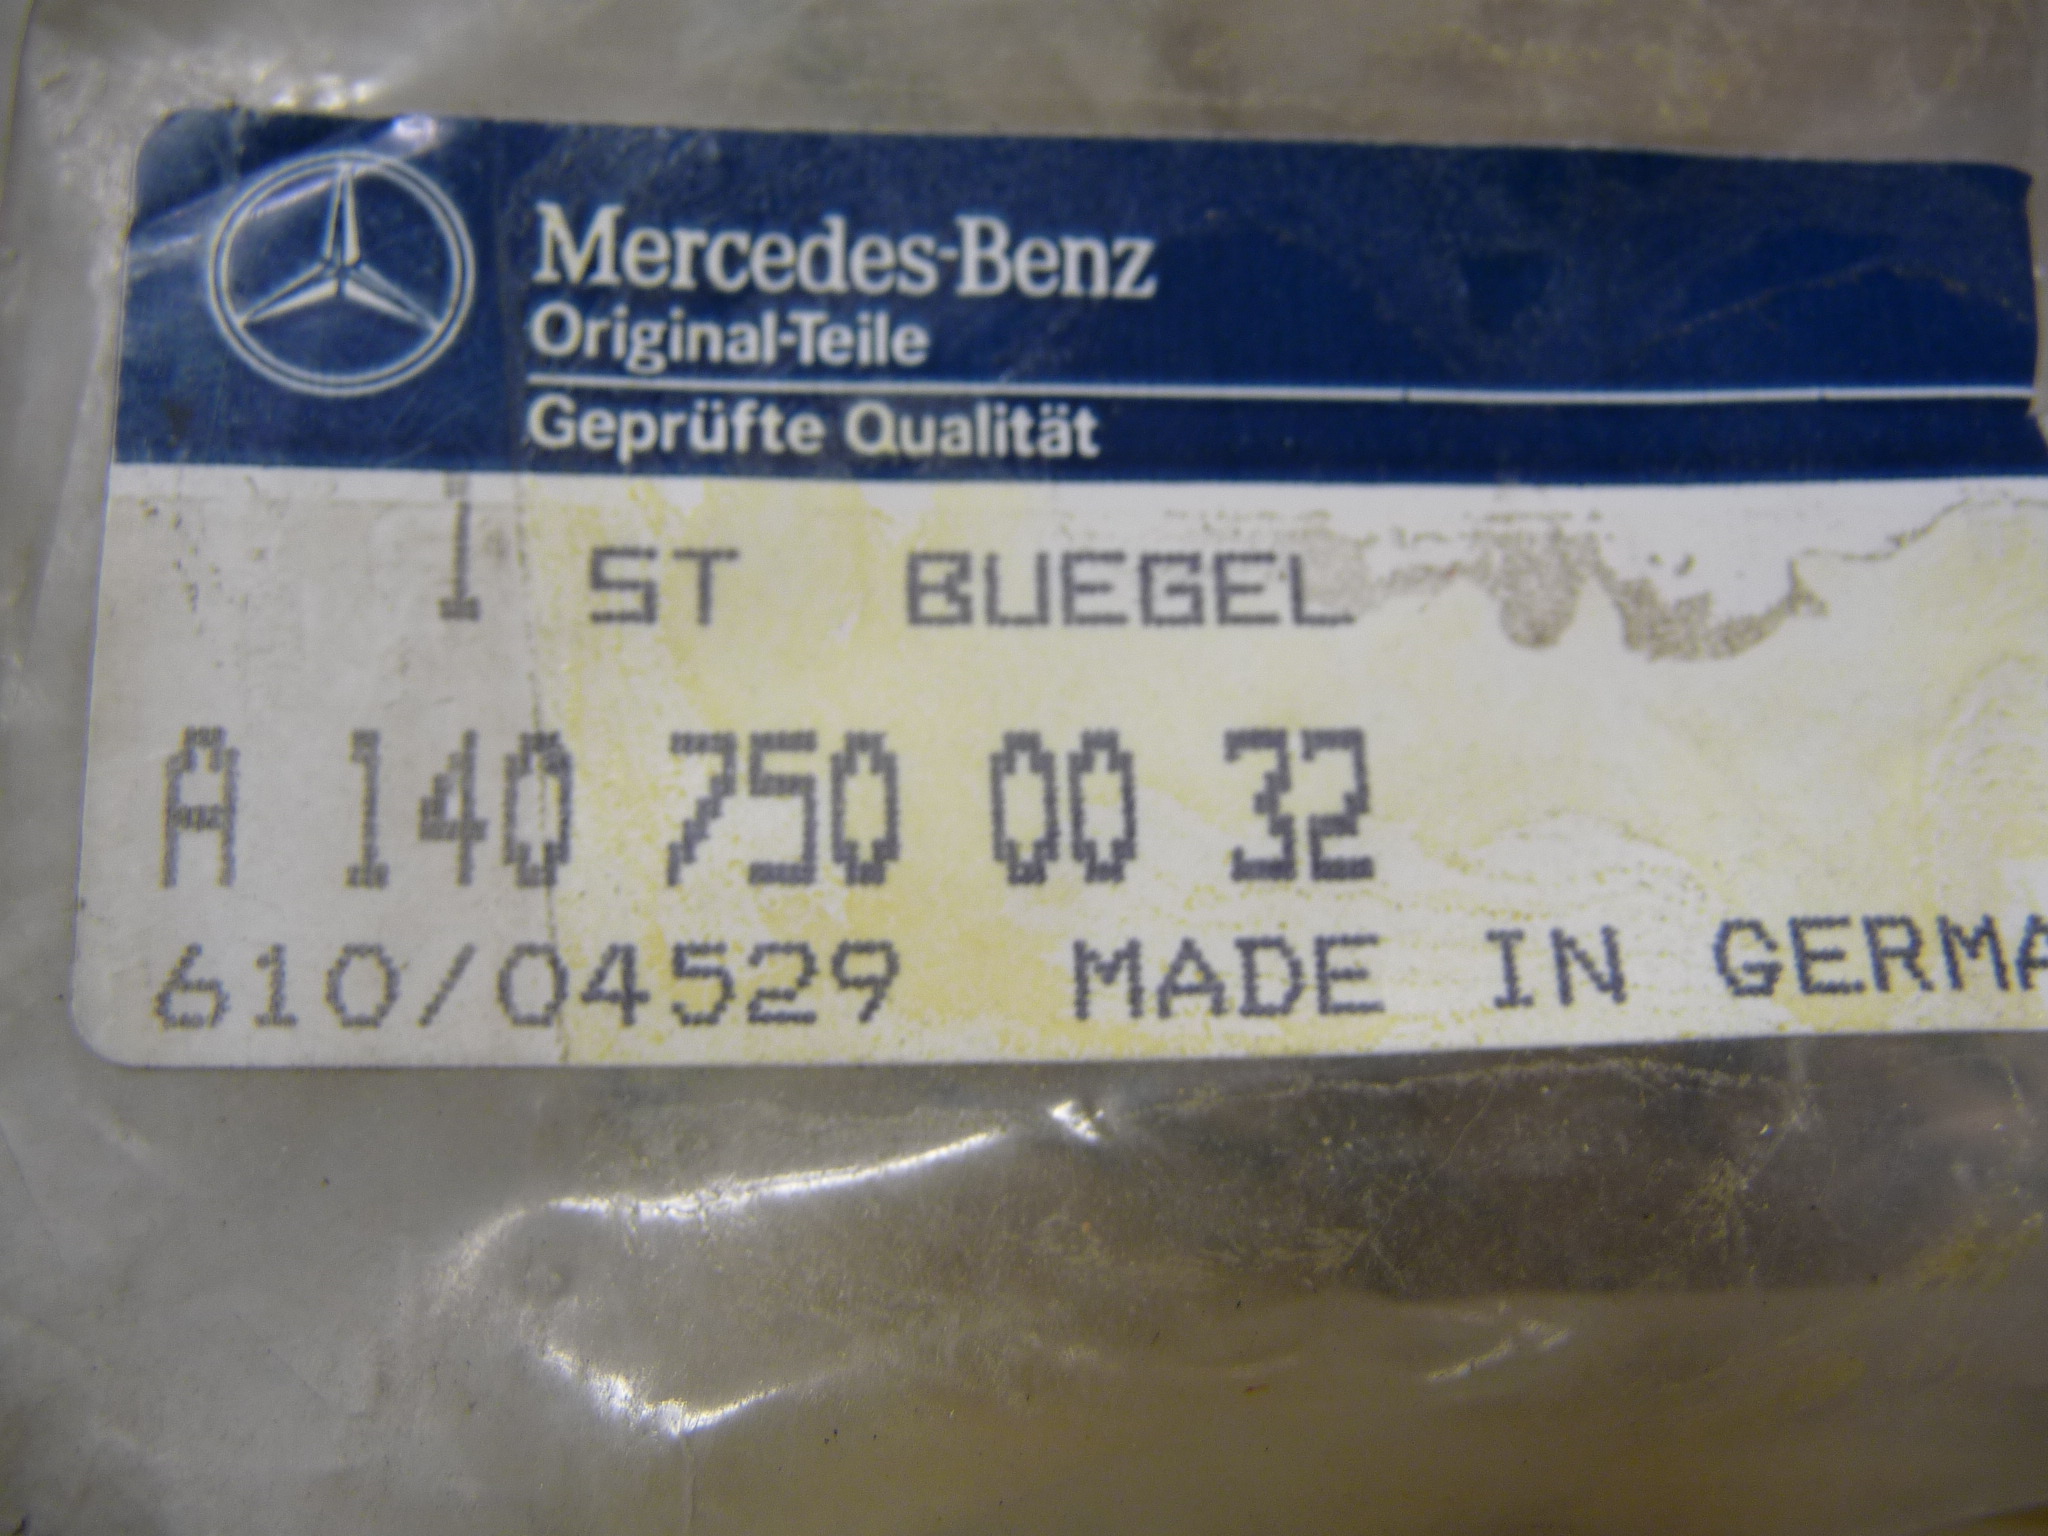 Mercedes-Benz
Original-Teile
Geprüfte Qualität
1 ST BUEGEL
A 140 750 00 32
610/04529 MADE IN GERMA